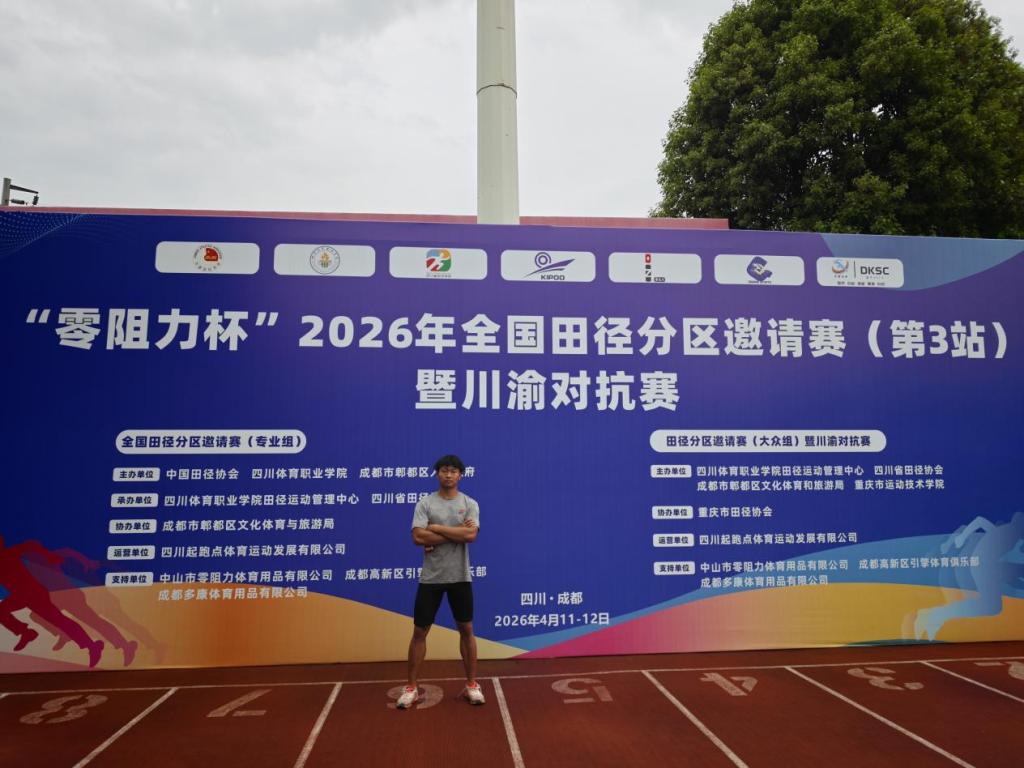 KIPOO
DKSC
“零阻力杯”2026年全国田径分区邀请赛（第3站）
暨川渝对抗赛
全国田径分区邀请赛（专业组）
主办单位 中国田径协会 四川体育职业学院 成都市郫都区人 府
承办单位 四川体育职业学院田径运动管理中心 四川省田径
协办单位 成都市郫都区文化体育与旅游局
运营单位 四川起跑点体育运动发展有限公司
支持单位 中山市零阻力体育用品有限公司 成都高新区引擎 俱乐部
成都多康体育用品有限公司
田径分区邀请赛（大众组）暨川渝对抗赛
主办单位 四川体育职业学院田径运动管理中心 四川省田径协会
成都市郫都区文化体育和旅游局 重庆市运动技术学院
协办单位 重庆市田径协会
运营单位 四川起跑点体育运动发展有限公司
支持单位 中山市零阻力体育用品有限公司 成都高新区引擎体育俱乐部
成都多康体育用品有限公司
四川·成都
2026年4月11-12日
8 7 6 5 4 3